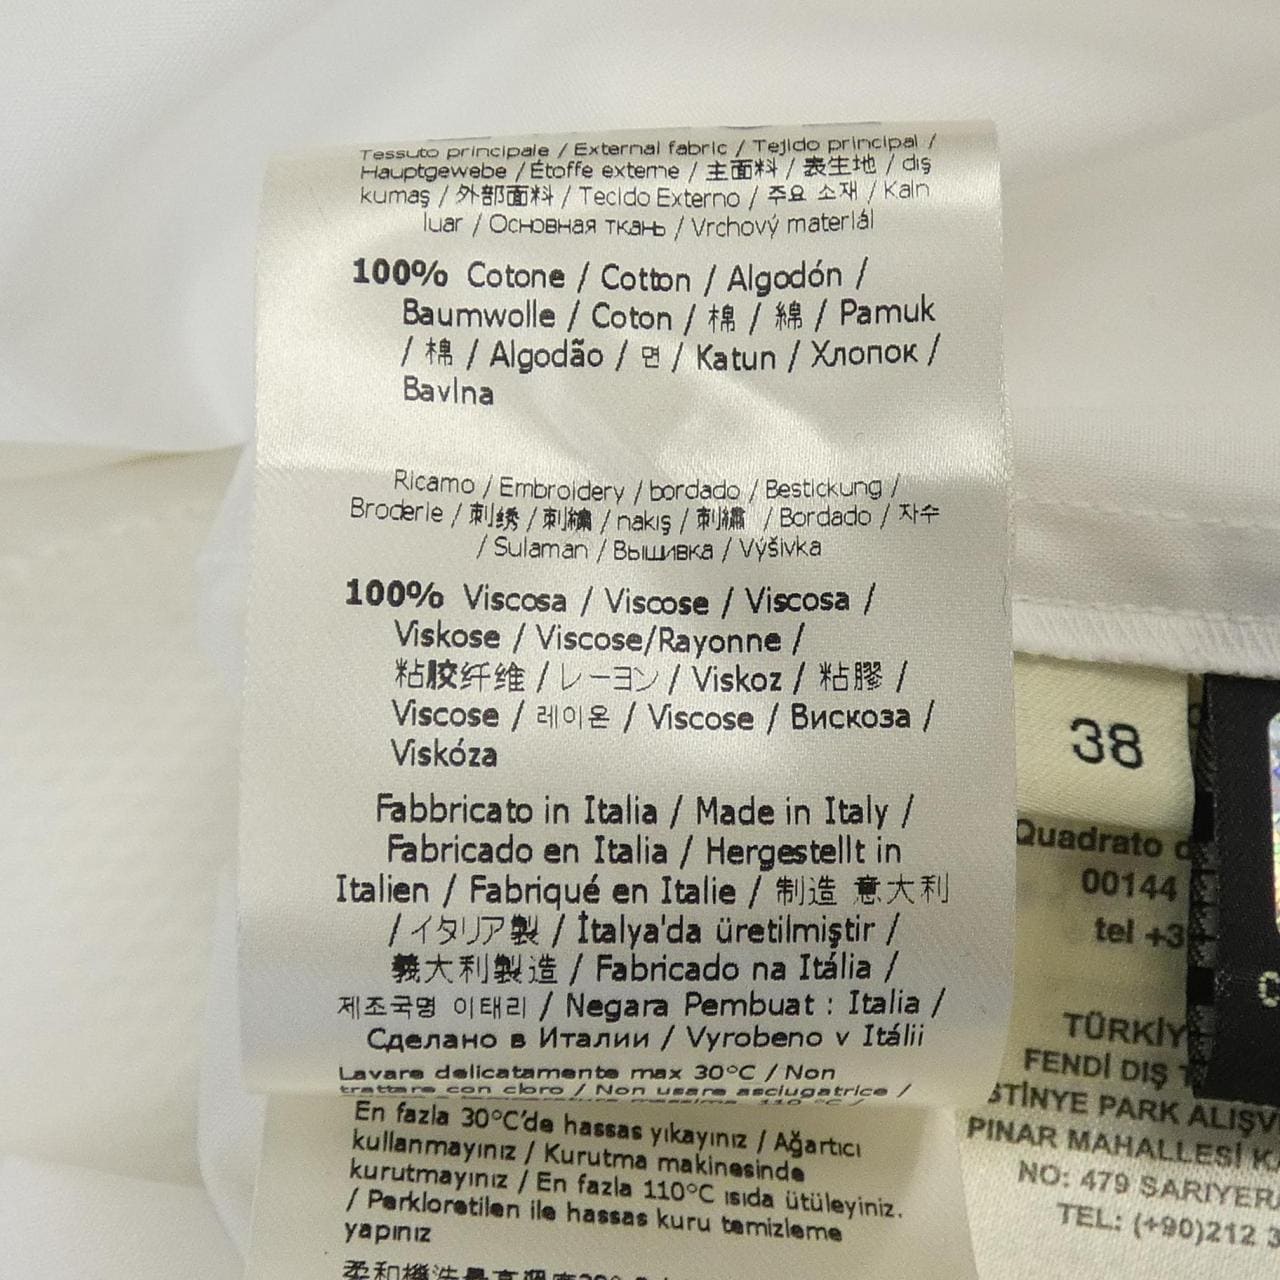 Tessuto principale / External fabric / Tejido principal /
Hauptgewebe / Étoffe externe / 主面料 / 表生地 / dış
kumaş / 外部面料 / Tecido Externo / 주요 소재 / Kain
luar / Основная ткань / Vrchový materiál
100% Cotone / Cotton / Algodón /
Baumwolle / Coton / 棉 / 綿 / Pamuk
/ 棉 / Algodão / 면 / Katun / Хлопок /
Bavlna
Ricamo / Embroidery / bordado / Bestickung /
Broderie / 刺绣 / 刺繍 / nakış / 刺繡 / Bordado / 자수
/ Sulaman / Вышивка / Výšivka
100% Viscosa / Viscose / Viscosa /
Viskose / Viscose/Rayonne /
粘胶纤维 / レーヨン / Viskoz / 粘膠 /
Viscose / 레이온 / Viscose / Вискоза /
Viskóza
Fabbricato in Italia / Made in Italy /
Fabricado en Italia / Hergestellt in
Italien / Fabriqué en Italie / 制造 意大利
/ イタリア製 / İtalya'da üretilmiştir /
義大利製造 / Fabricado na Itália /
제조국명 이태리 / Negara Pembuat : Italia /
Сделано в Италии / Vyrobeno v Itálii
Lavare delicatamente max 30°C / Non
trattare con cloro / Non usare asciugatrice /
En fazla 30°C'de hassas yıkayınız / Ağartıcı
kullanmayınız / Kurutma makinesinde
kurutmayınız / En fazla 110°C ısıda ütüleyiniz.
/ Perkloretilen ile hassas kuru temizleme
yapınız
38
Quadrato
00144
tel
TÜRKİY
FENDİ DIŞ
STİNYE PARK ALIŞV
PINAR MAHALLESİ
NO: 479 SARIYER
TEL: (+90)212 3